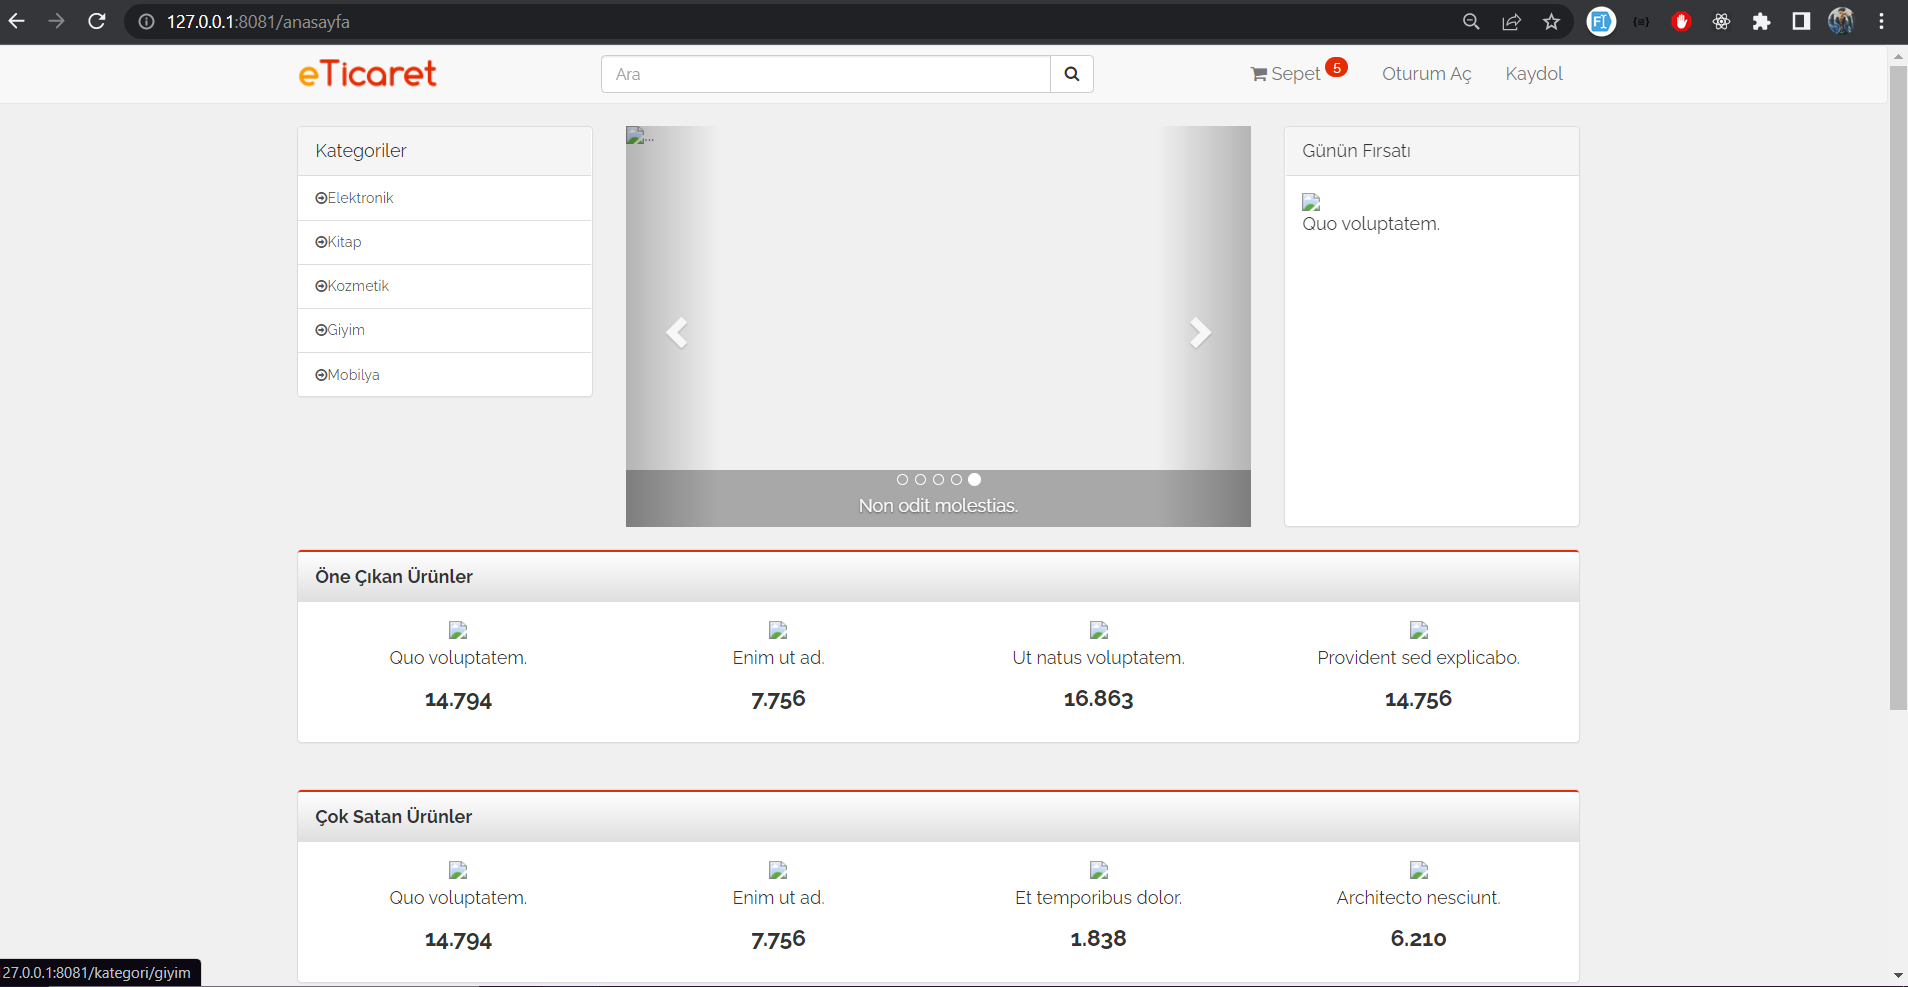 127.0.0.1:8081/anasayfa
eTicaret
Ara
Sepet 5
Oturum Aç
Kaydol
Kategoriler
Elektronik
Kitap
Kozmetik
Giyim
Mobilya
...
Non odit molestias.
Günün Fırsatı
Quo voluptatem.
Öne Çıkan Ürünler
Quo voluptatem.
14.794
Enim ut ad.
7.756
Ut natus voluptatem.
16.863
Provident sed explicabo.
14.756
Çok Satan Ürünler
Quo voluptatem.
14.794
Enim ut ad.
7.756
Et temporibus dolor.
1.838
Architecto nesciunt.
6.210
27.0.0.1:8081/kategori/giyim